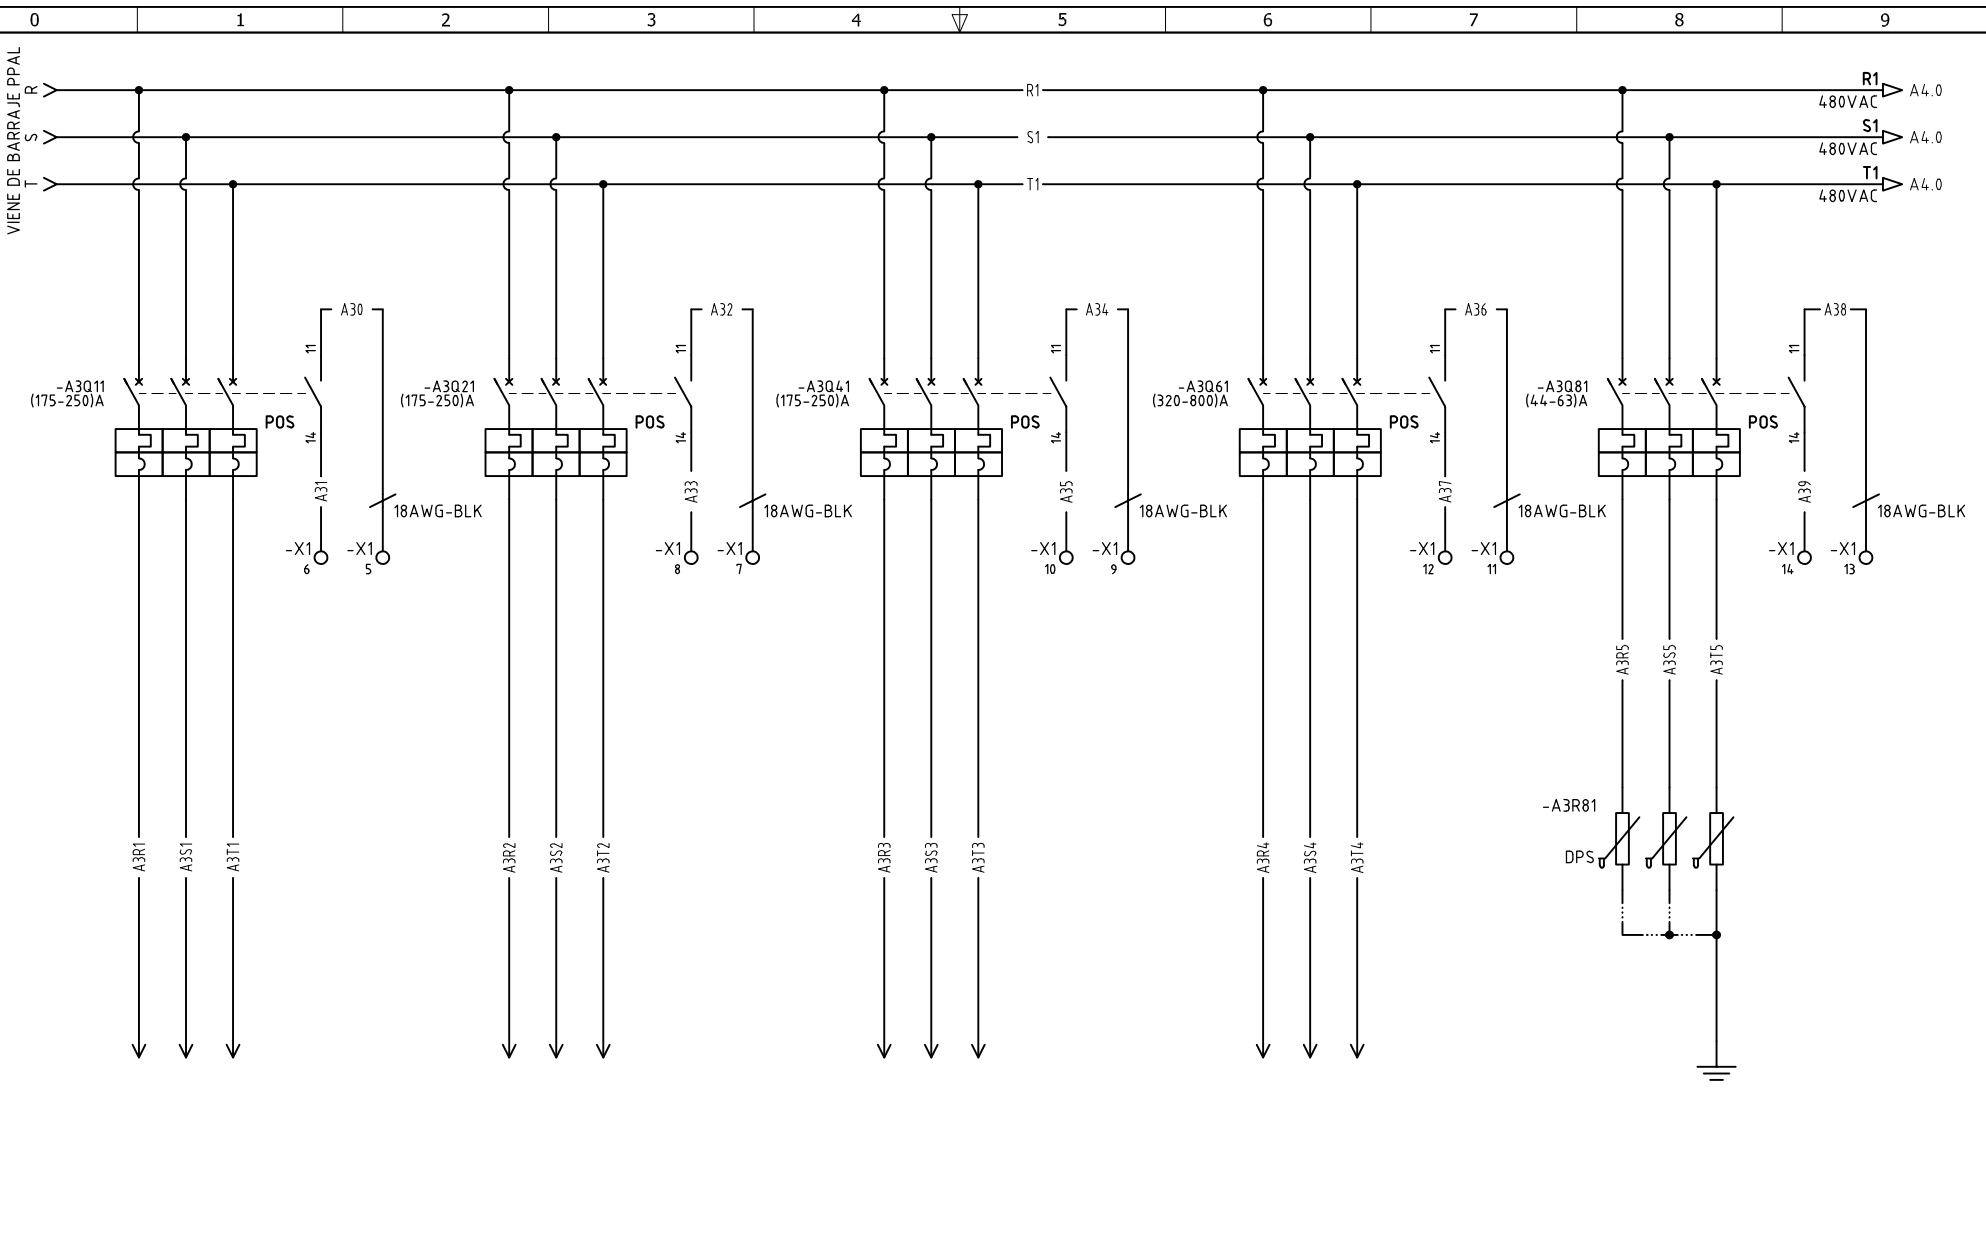 0 1 2 3 4 5 6 7 8 9
VIENE DE BARRAJE PPAL
R
S
T
R1
S1
T1
R1
480VAC
A4.0
S1
480VAC
A4.0
T1
480VAC
A4.0
-A3Q11
(175-250)A
POS
11
14
A30
A31
18AWG-BLK
-X1
6
-X1
5
A3R1
A3S1
A3T1
-A3Q21
(175-250)A
POS
11
14
A32
A33
18AWG-BLK
-X1
8
-X1
7
A3R2
A3S2
A3T2
-A3Q41
(175-250)A
POS
11
14
A34
A35
18AWG-BLK
-X1
10
-X1
9
A3R3
A3S3
A3T3
-A3Q61
(320-800)A
POS
11
14
A36
A37
18AWG-BLK
-X1
12
-X1
11
A3R4
A3S4
A3T4
-A3Q81
(44-63)A
POS
11
14
A38
A39
18AWG-BLK
-X1
14
-X1
13
A3R5
A3S5
A3T5
-A3R81
DPS